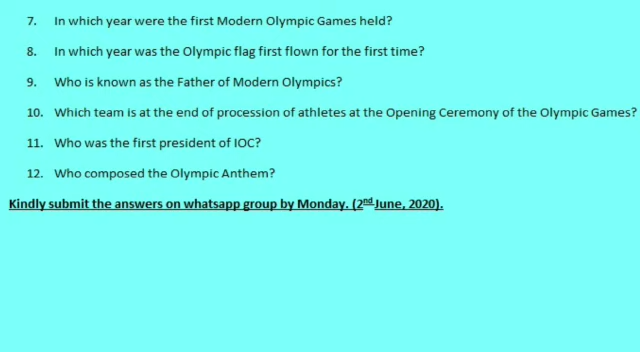 7. In which year were the first Modern Olympic Games held?
8. In which year was the Olympic flag first flown for the first time?
9. Who is known as the Father of Modern Olympics?
10. Which team is at the end of procession of athletes at the Opening Ceremony of the Olympic Games?
11. Who was the first president of IOC?
12. Who composed the Olympic Anthem?
Kindly submit the answers on whatsapp group by Monday. (2nd June, 2020).